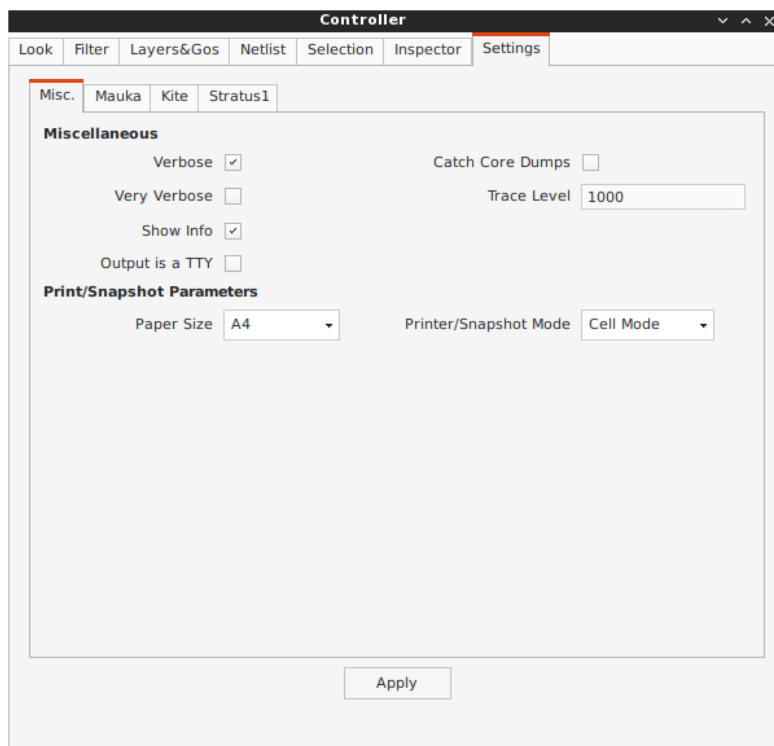 Controller
Look Filter Layers&Gos Netlist Selection Inspector Settings
Misc. Mauka Kite Stratus1
Miscellaneous
Verbose Catch Core Dumps
Very Verbose Trace Level 1000
Show Info
Output is a TTY
Print/Snapshot Parameters
Paper Size A4 Printer/Snapshot Mode Cell Mode
Apply